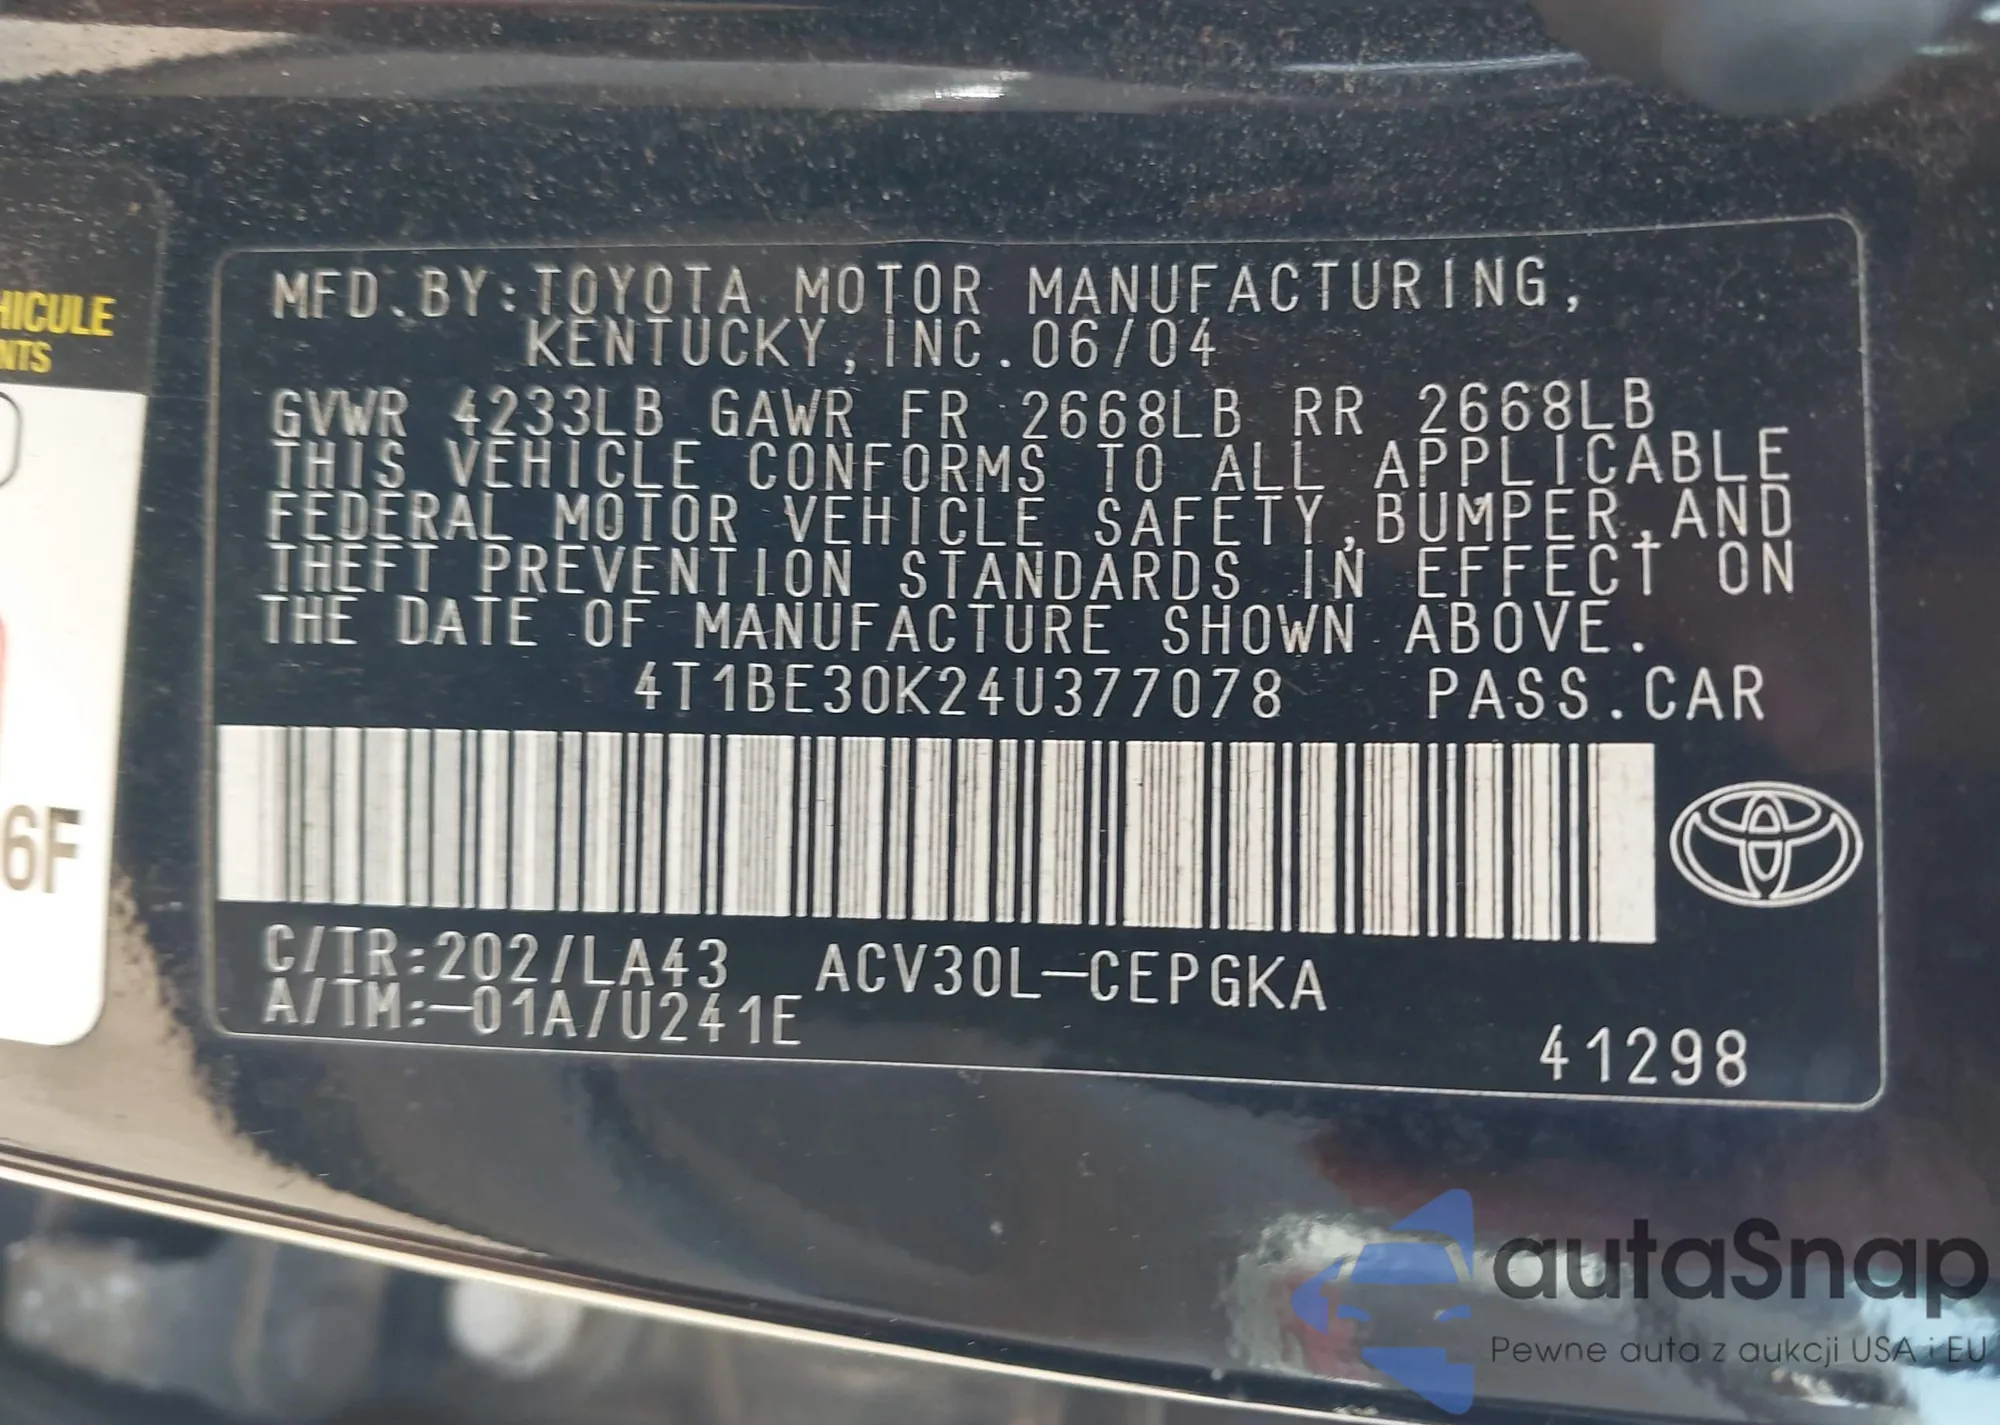 HICULE
NTS
6F
MFD.BY:TOYOTA MOTOR MANUFACTURING,
KENTUCKY,INC.06/04
GVWR 4233LB GAWR FR 2668LB RR 2668LB
THIS VEHICLE CONFORMS TO ALL APPLICABLE
FEDERAL MOTOR VEHICLE SAFETY,BUMPER,AND
THEFT PREVENTION STANDARDS IN EFFECT ON
THE DATE OF MANUFACTURE SHOWN ABOVE.
4T1BE30K24U377078 PASS.CAR
C/TR:202/LA43 ACV30L-CEPGKA
A/TM:-01A/U241E
41298
autaSnap
Pewne auta z aukcji USA i EU